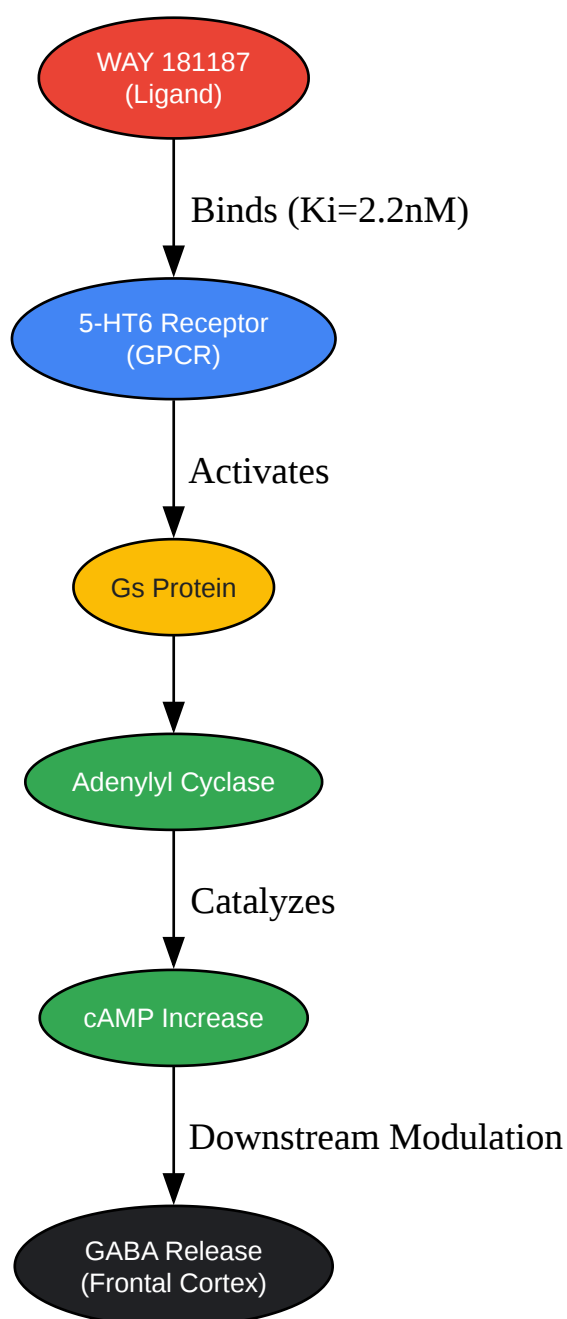 WAY 181187
(Ligand)
Binds (Ki=2.2nM)
5-HT6 Receptor
(GPCR)
Activates
Gs Protein
Adenylyl Cyclase
Catalyzes
cAMP Increase
Downstream Modulation
GABA Release
(Frontal Cortex)